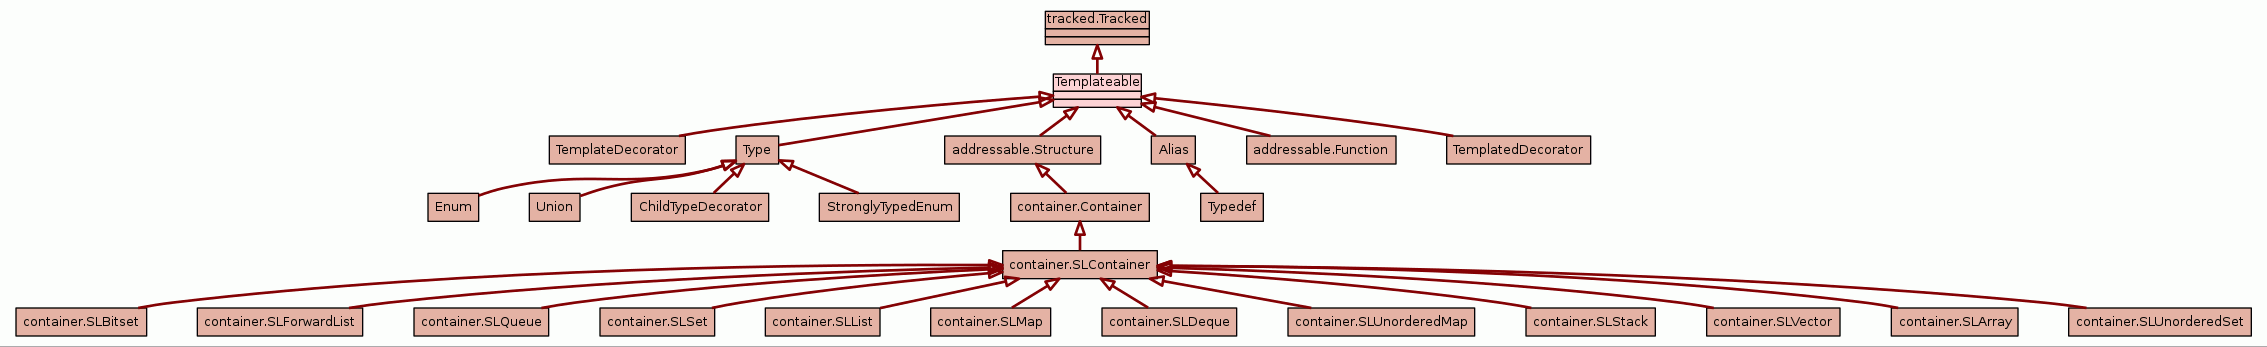 tracked.Tracked
Templateable
TemplateDecorator
Type
addressable.Structure
Alias
addressable.Function
TemplatedDecorator
Enum
Union
ChildTypeDecorator
StronglyTypedEnum
container.Container
Typedef
container.SLContainer
container.SLBitset
container.SLForwardList
container.SLQueue
container.SLSet
container.SLList
container.SLMap
container.SLDeque
container.SLUnorderedMap
container.SLStack
container.SLVector
container.SLArray
container.SLUnorderedSet